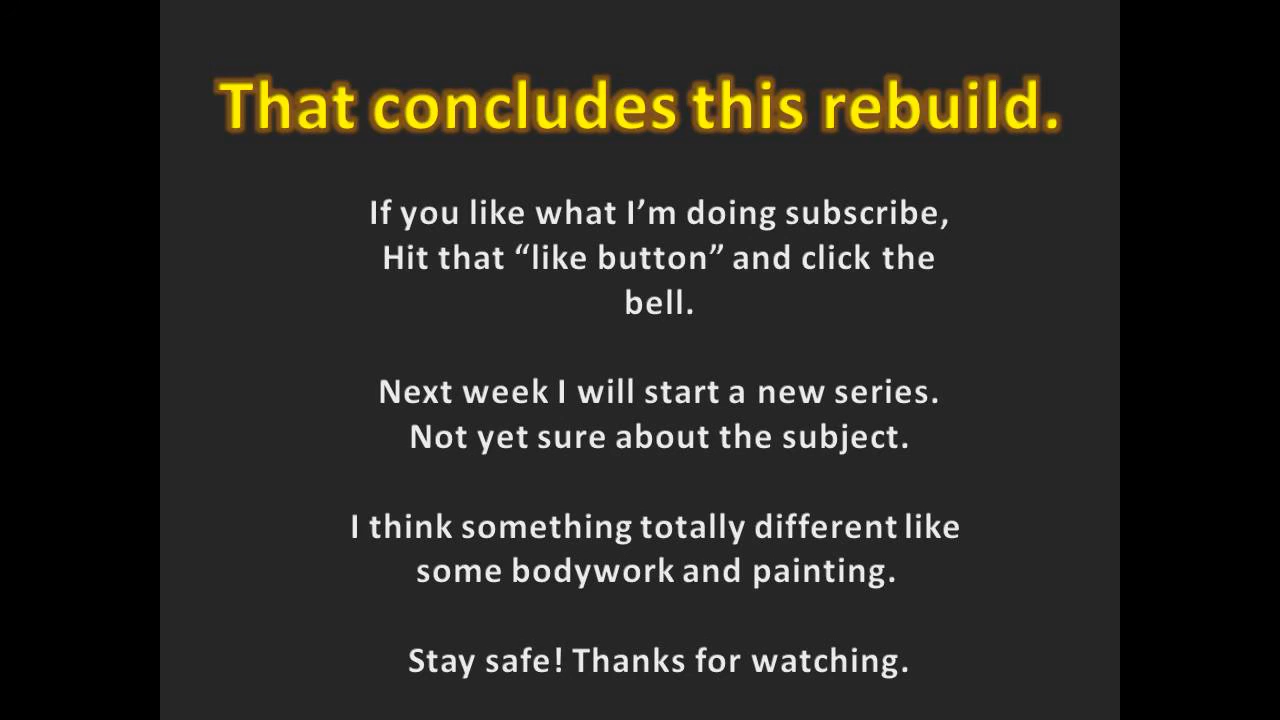 That concludes this rebuild.
If you like what I’m doing subscribe,
Hit that “like button” and click the
bell.
Next week I will start a new series.
Not yet sure about the subject.
I think something totally different like
some bodywork and painting.
Stay safe! Thanks for watching.